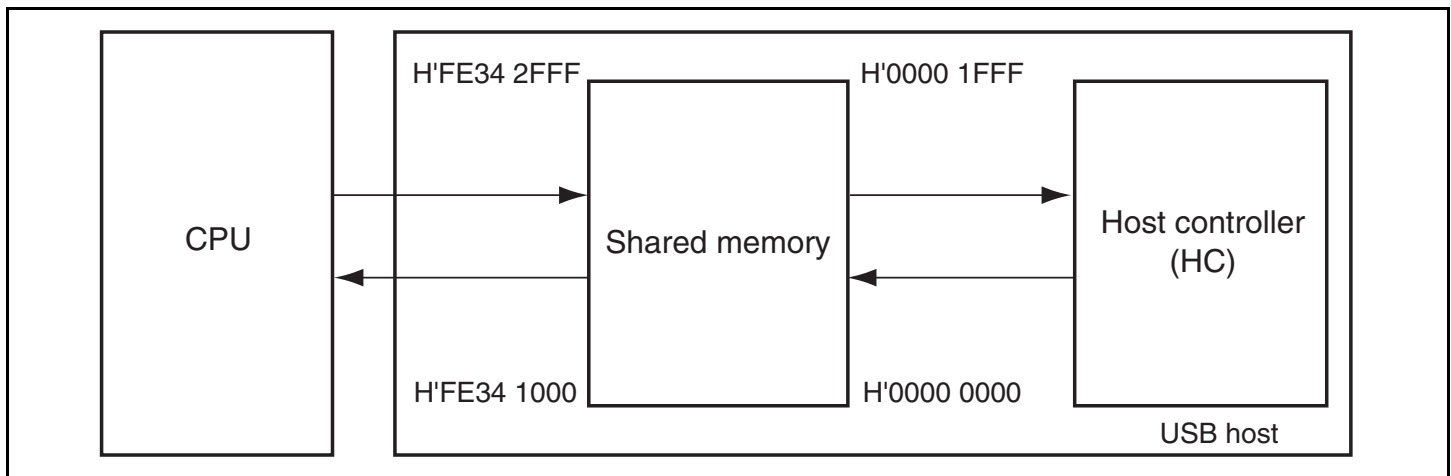 H'FE34 2FFF
H'0000 1FFF
CPU
Shared memory
Host controller
(HC)
H'FE34 1000
H'0000 0000
USB host